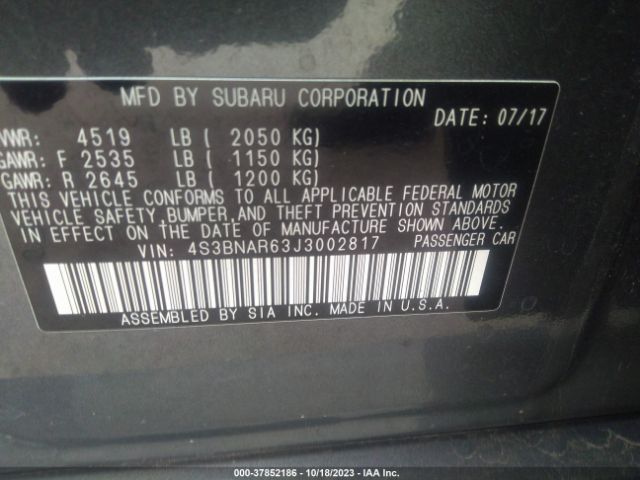 MFD BY SUBARU CORPORATION
DATE: 07/17
VWR: 4519 LB ( 2050 KG)
GAWR: F 2535 LB ( 1150 KG)
GAWR: R 2645 LB ( 1200 KG)
THIS VEHICLE CONFORMS TO ALL APPLICABLE FEDERAL MOTOR
VEHICLE SAFETY, BUMPER, AND THEFT PREVENTION STANDARDS
IN EFFECT ON THE DATE OF MANUFACTURE SHOWN ABOVE.
VIN: 4S3BNAR63J3002817 PASSENGER CAR
ASSEMBLED BY SIA INC. MADE IN U.S.A.
000-37852186 - 10/18/2023 - IAA Inc.